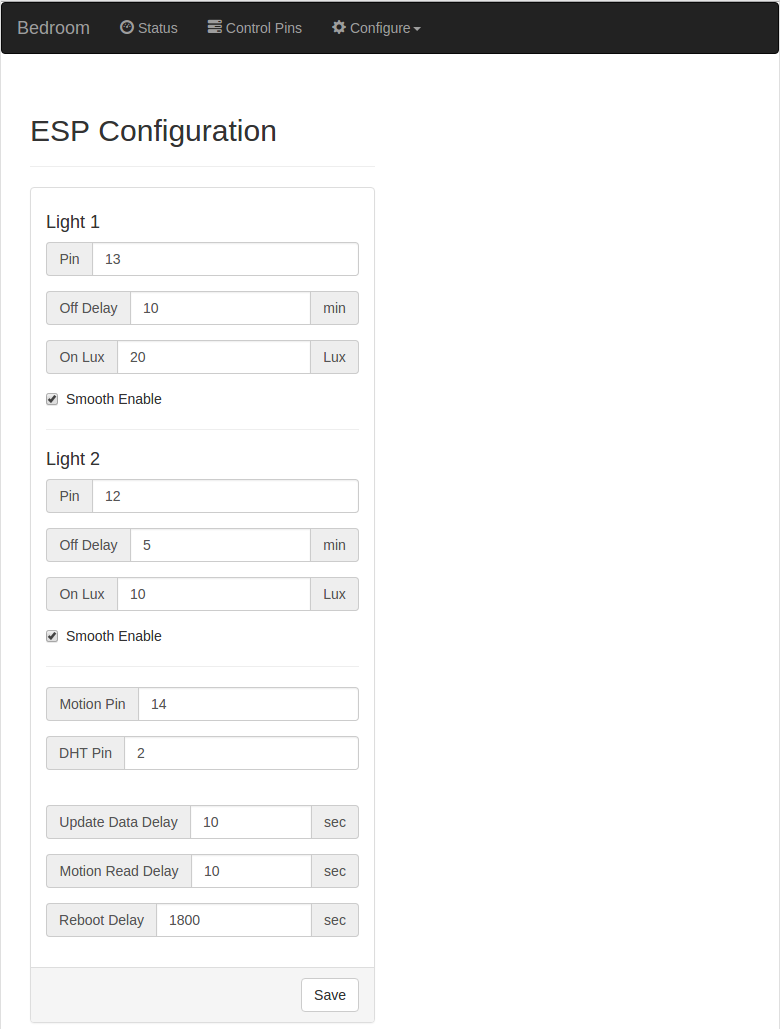 Bedroom Status Control Pins Configure
ESP Configuration
Light 1
Pin 13
Off Delay 10 min
On Lux 20 Lux
Smooth Enable
Light 2
Pin 12
Off Delay 5 min
On Lux 10 Lux
Smooth Enable
Motion Pin 14
DHT Pin 2
Update Data Delay 10 sec
Motion Read Delay 10 sec
Reboot Delay 1800 sec
Save